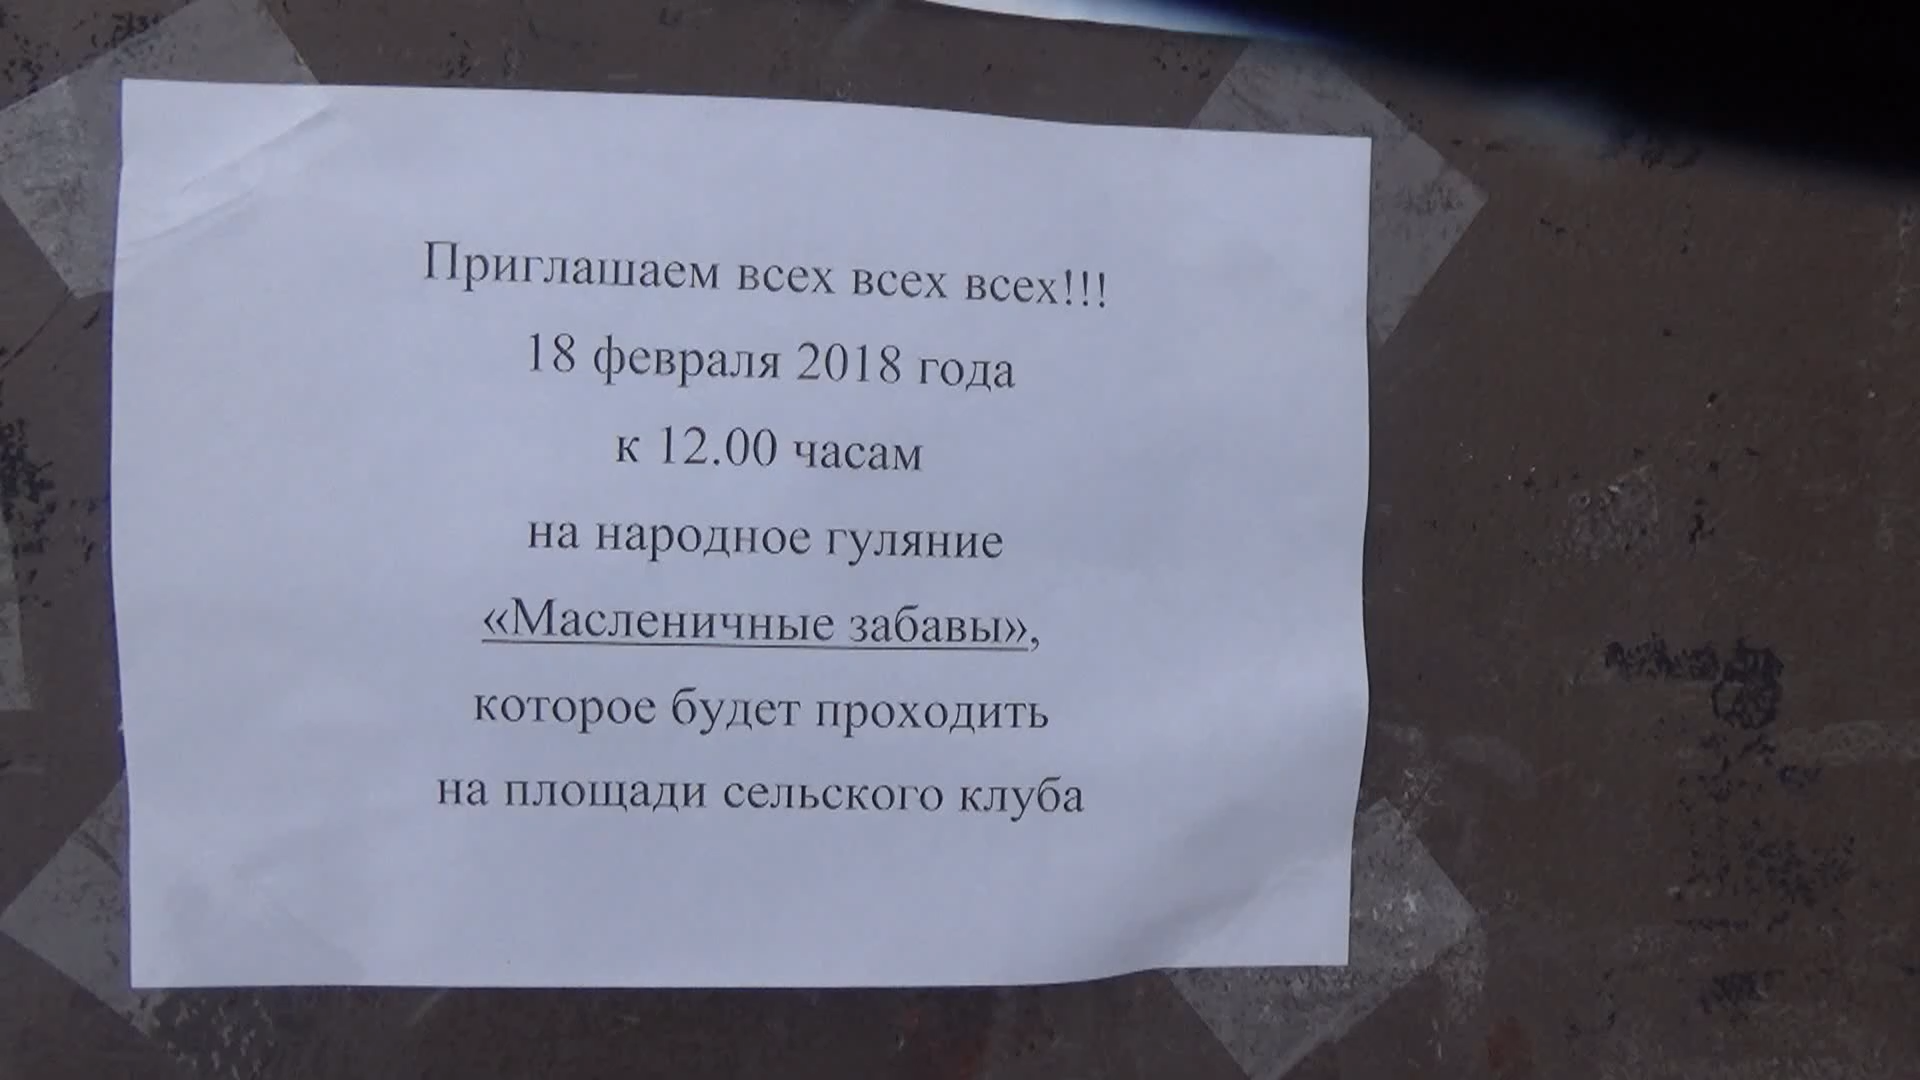 Приглашаем всех всех всех!!!
18 февраля 2018 года
к 12.00 часам
на народное гуляние
«Масленичные забавы»,
которое будет проходить
на площади сельского клуба